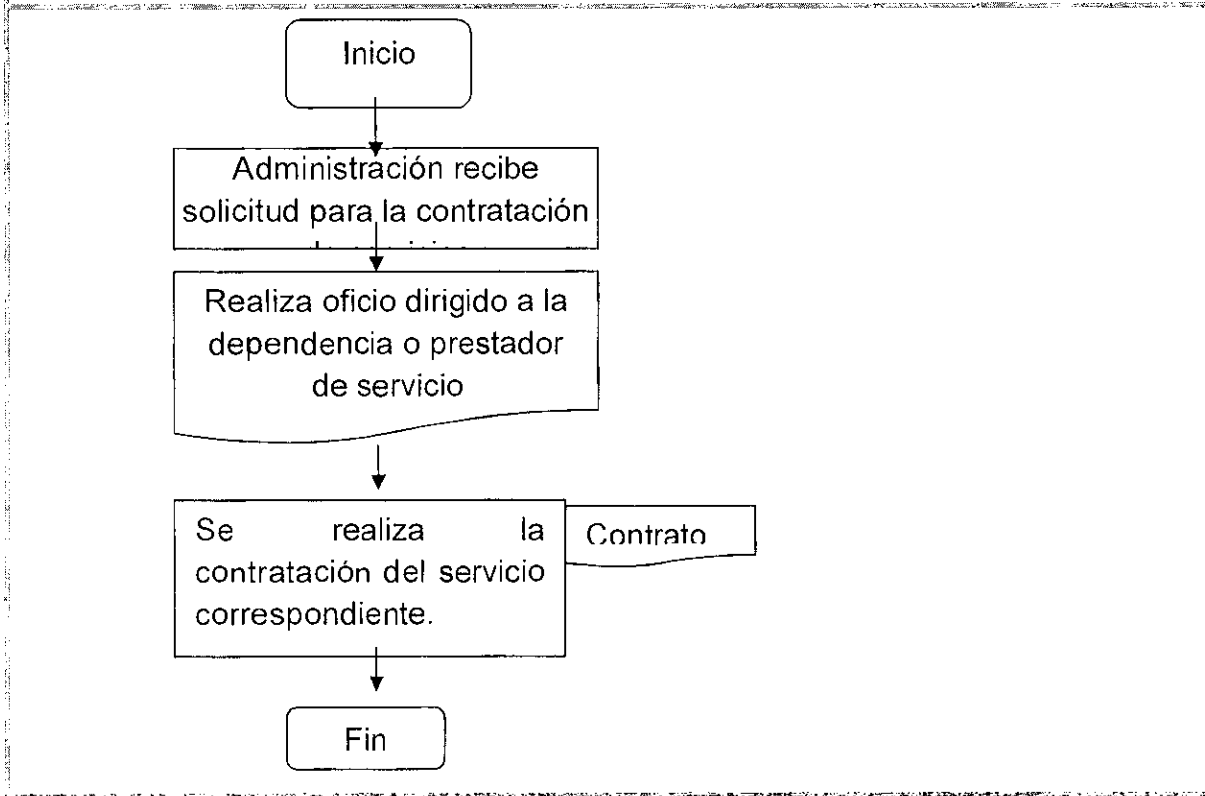 Inicio
Administración recibe
solicitud para la contratación
Realiza oficio dirigido a la
dependencia o prestador
de servicio
Se realiza la
contratación del servicio
correspondiente.
Contrato
Fin